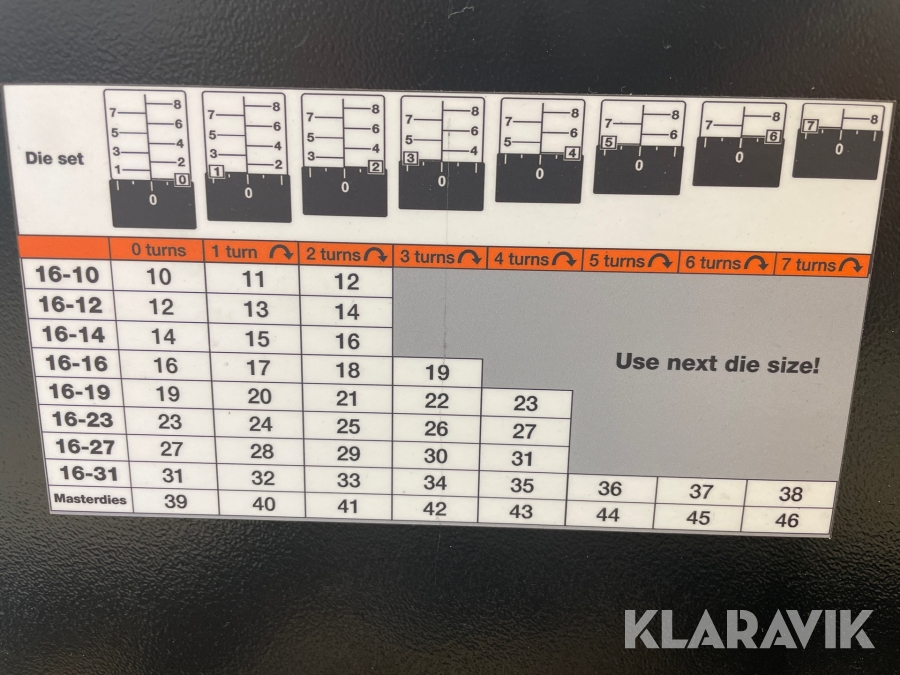 7 8 5 6 3 4 1 2 0 0
7 8 5 6 3 4 1 2 0
7 8 5 6 3 4 2 0
7 8 5 6 3 4 0
7 8 5 6 4 0
7 8 5 6 0
7 8 6 0
7 8 0
Die set
0 turns 1 turn 2 turns 3 turns 4 turns 5 turns 6 turns 7 turns
16-10 10 11 12
16-12 12 13 14
16-14 14 15 16
16-16 16 17 18 19
Use next die size!
16-19 19 20 21 22 23
16-23 23 24 25 26 27
16-27 27 28 29 30 31
16-31 31 32 33 34 35 36 37 38
Masterdies 39 40 41 42 43 44 45 46
KLARAVIK